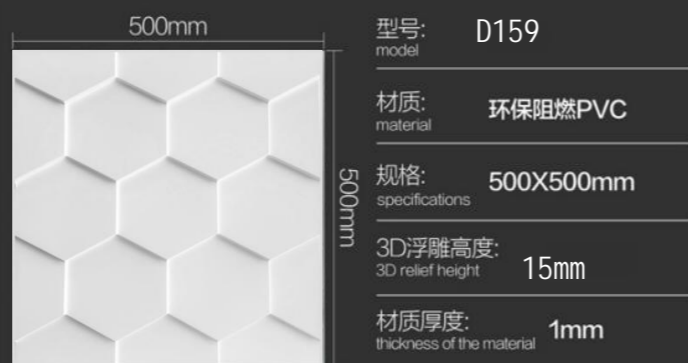 500mm
500mm
型号: D159
model
材质: 环保阻燃PVC
material
规格: 500X500mm
specifications
3D浮雕高度: 15mm
3D relief height
材质厚度: 1mm
thickness of the material